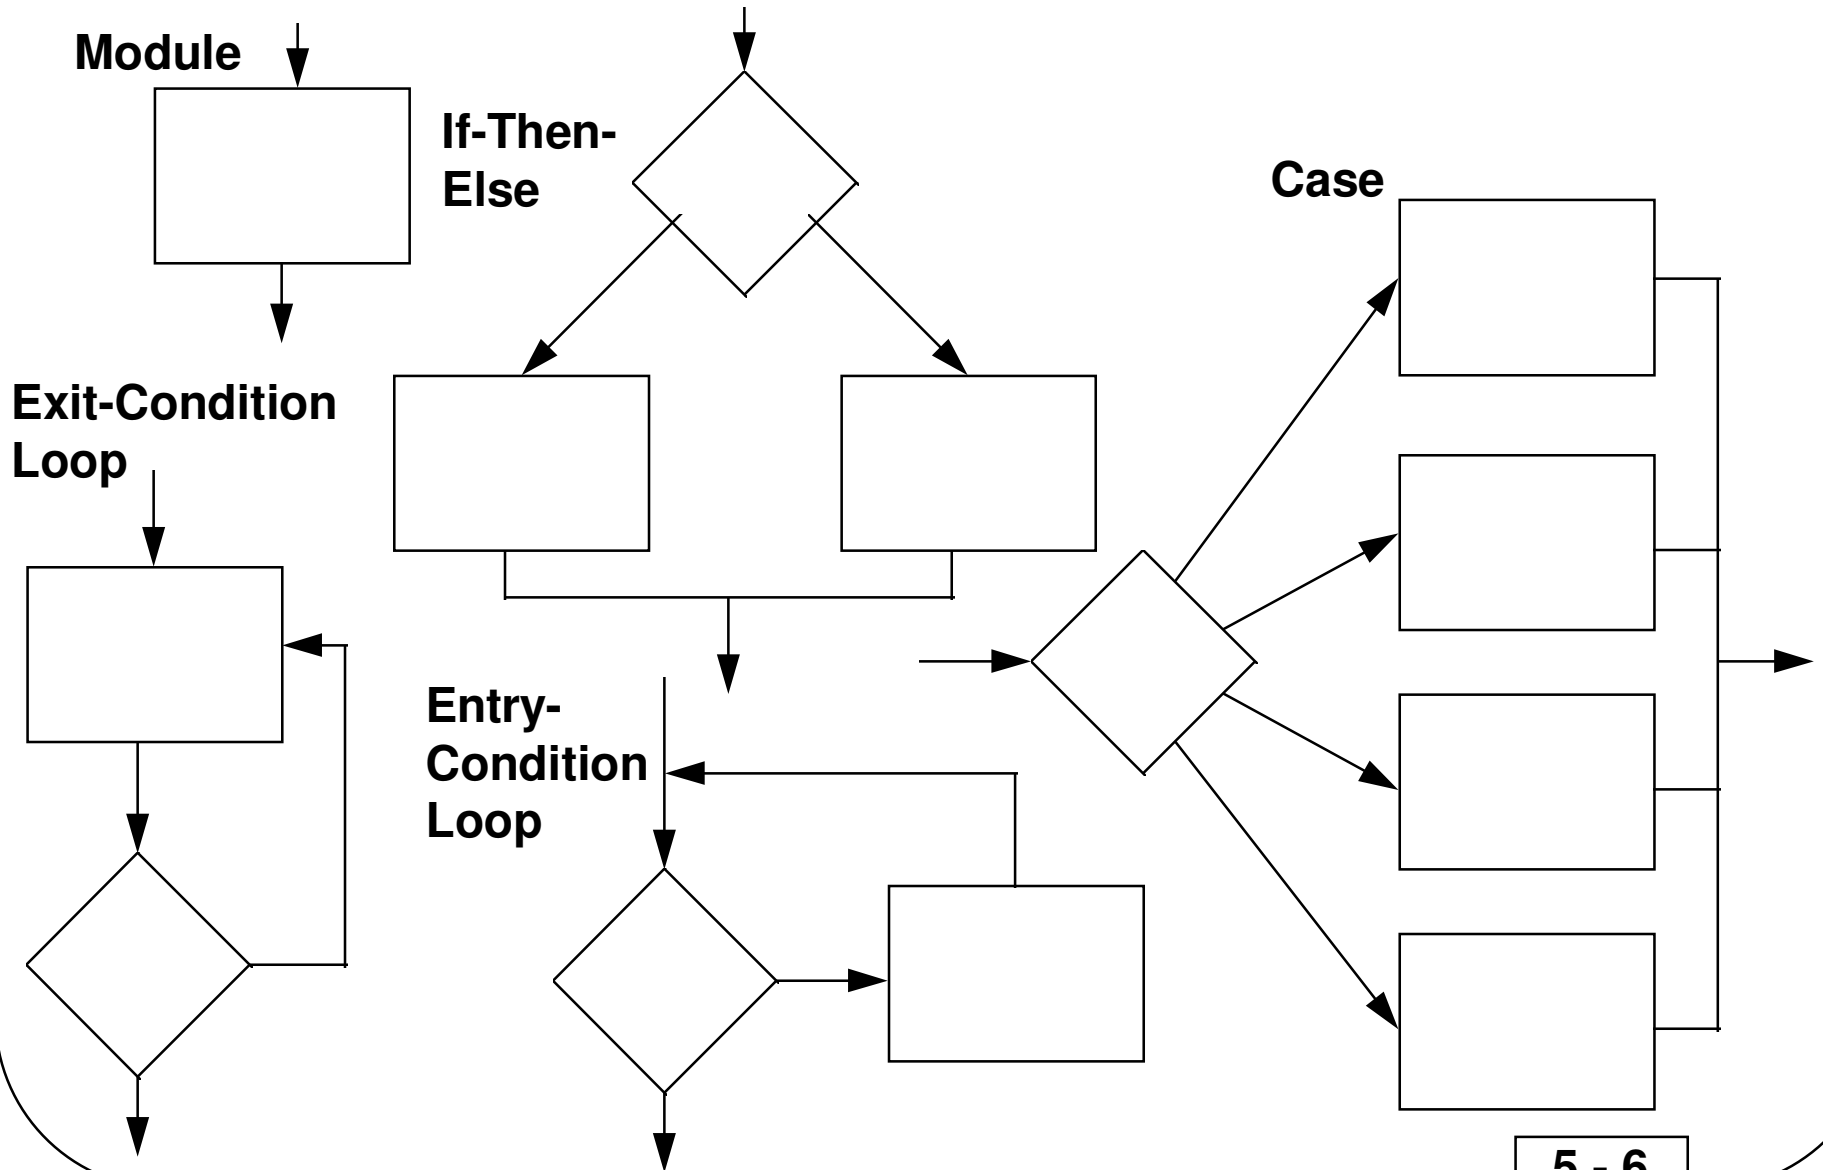 Module
If-Then-
Else
Case
Exit-Condition
Loop
Entry-
Condition
Loop
5 - 6